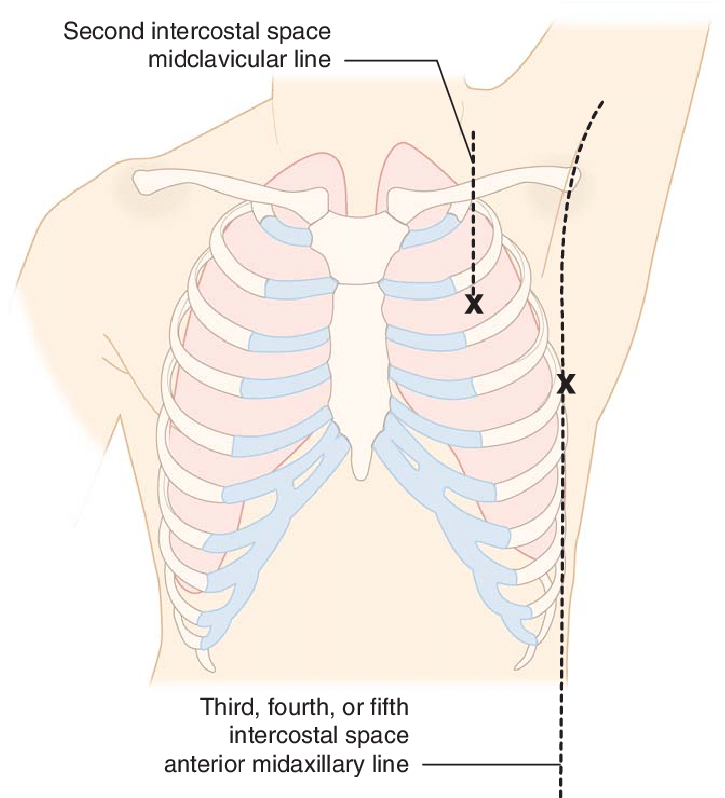 Second intercostal space
midclavicular line
X
X
Third, fourth, or fifth
intercostal space
anterior midaxillary line